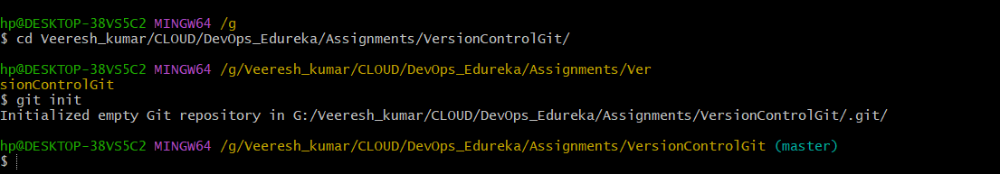 hp@DESKTOP-38VS5C2 MINGW64 /g
$ cd Veeresh_kumar/CLOUD/DevOps_Edureka/Assignments/VersionControlGit/
hp@DESKTOP-38VS5C2 MINGW64 /g/Veeresh_kumar/CLOUD/DevOps_Edureka/Assignments/Ver
sionControlGit
$ git init
Initialized empty Git repository in G:/Veeresh_kumar/CLOUD/DevOps_Edureka/Assignments/VersionControlGit/.git/
hp@DESKTOP-38VS5C2 MINGW64 /g/Veeresh_kumar/CLOUD/DevOps_Edureka/Assignments/VersionControlGit (master)
$